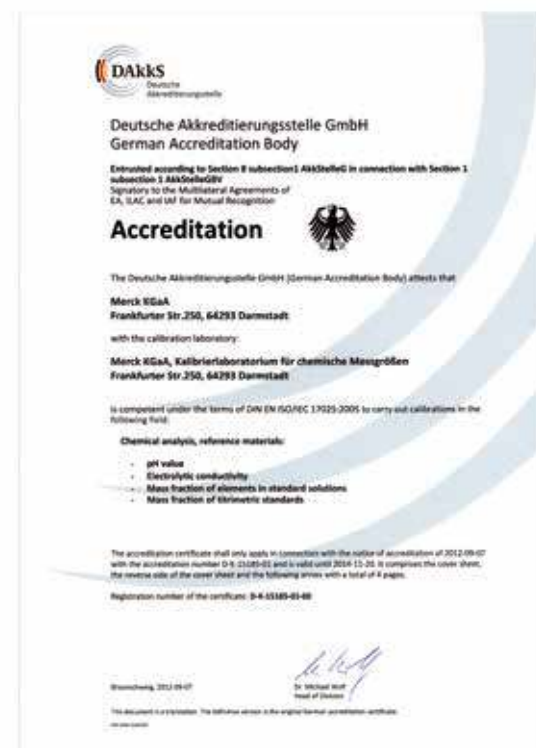 DAkkS
Deutsche
Akkreditierungsstelle
Deutsche Akkreditierungsstelle GmbH
German Accreditation Body
Entrusted according to Section 8 subsection1 AkkStelleG in connection with Section 1
subsection 1 AkkStelleGBV
Signatory to the Multilateral Agreements of
EA, ILAC and IAF for Mutual Recognition
Accreditation
The Deutsche Akkreditierungsstelle GmbH (German Accreditation Body) attests that
Merck KGaA
Frankfurter Str.250, 64293 Darmstadt
with the calibration laboratory:
Merck KGaA, Kalibrierlaboratorium für chemische Messgrößen
Frankfurter Str.250, 64293 Darmstadt
is competent under the terms of DIN EN ISO/IEC 17025:2005 to carry out calibrations in the
following field:
Chemical analysis, reference materials:
- pH value
- Electrolytic conductivity
- Mass fraction of elements in standard solutions
- Mass fraction of titrimetric standards
The accreditation certificate shall only apply in connection with the notice of accreditation of 2012-09-07
with the accreditation number D-K-15185-01 and is valid until 2014-11-20. It comprises the cover sheet,
the reverse side of the cover sheet and the following annex with a total of 4 pages.
Registration number of the certificate: D-K-15185-01-00
Braunschweig, 2012-09-07
Dr. Michael Wolf
Head of Division
This document is a translation. The definitive version is the original German accreditation certificate.